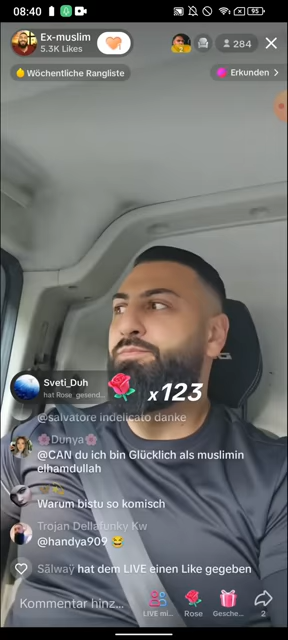 08:40
95
Ex-muslim
5.3K Likes
284
Wöchentliche Rangliste
Erkunden >
Sveti_Duh
hat Rose gesend...
x123
@salvatore indelicato danke
🌸Dunya🌸
@CAN du ich bin Glücklich als muslimin
elhamdullah
Warum bistu so komisch
Trojan Dellafunky Kw
@handya909 😂
Sälwaÿ hat dem LIVE einen Like gegeben
Kommentar hinz...
LIVE mi...
Rose
Gesche...
2